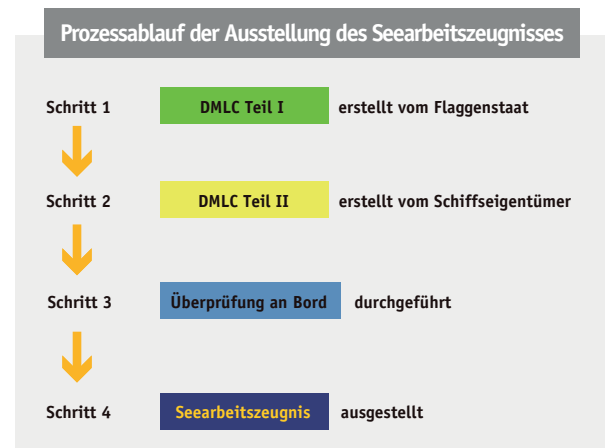 Prozessablauf der Ausstellung des Seearbeitszeugnisses
Schritt 1 DMLC Teil I erstellt vom Flaggenstaat
Schritt 2 DMLC Teil II erstellt vom Schiffseigentümer
Schritt 3 Überprüfung an Bord durchgeführt
Schritt 4 Seearbeitszeugnis ausgestellt